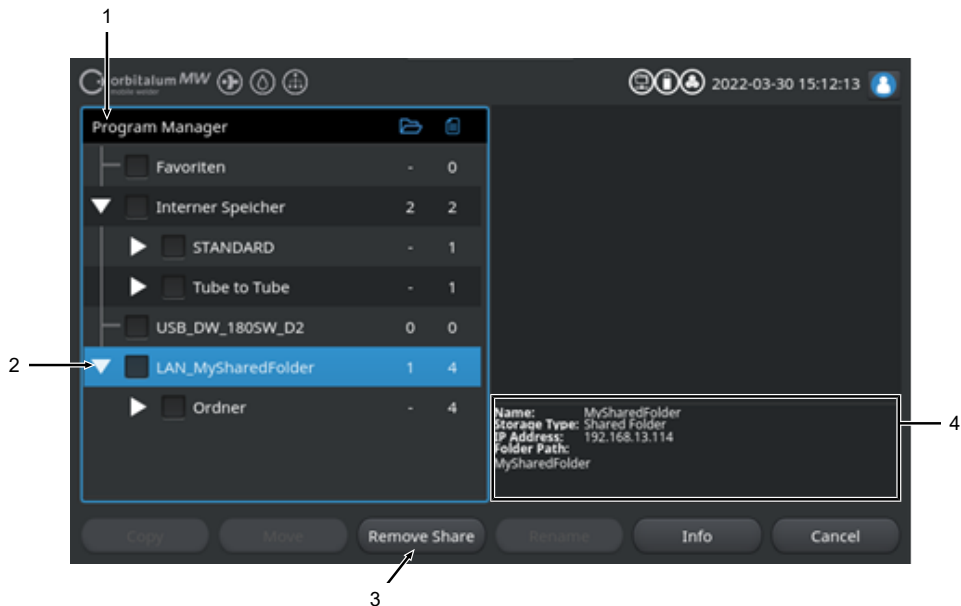 1
orbitalum MW
mobile welder
2022-03-30 15:12:13
Program Manager
Favoriten - 0
Interner Speicher 2 2
STANDARD - 1
Tube to Tube - 1
USB_DW_180SW_D2 0 0
2
LAN_MySharedFolder 1 4
Ordner - 4
Name: MySharedFolder
Storage Type: Shared Folder
IP Address: 192.168.13.114
Folder Path:
MySharedFolder
4
Copy Move Remove Share Rename Info Cancel
3